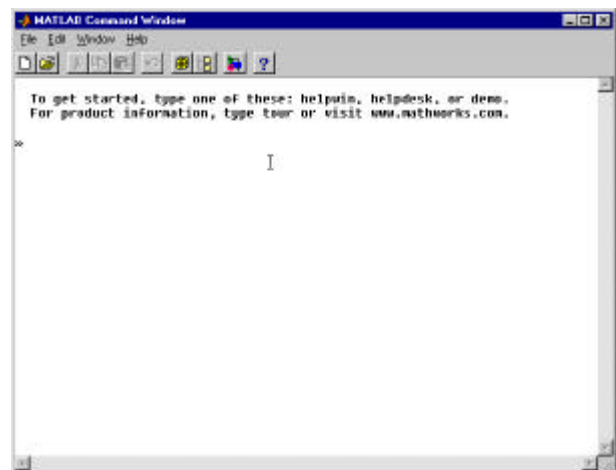 MATLAB Command Window
File Edit Window Help
To get started, type one of these: helpwin, helpdesk, or demo.
For product information, type tour or visit www.mathworks.com.
»